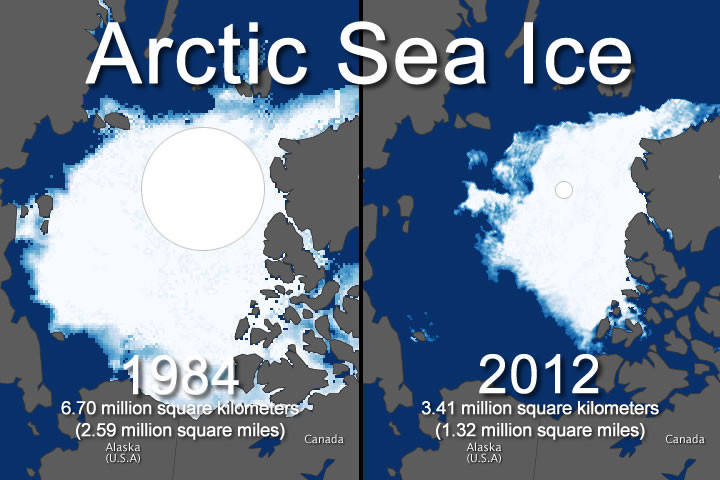 Arctic Sea Ice
1984
6.70 million square kilometers
(2.59 million square miles)
Alaska
(U.S.A)
Canada
2012
3.41 million square kilometers
(1.32 million square miles)
Alaska
(U.S.A)
Canada